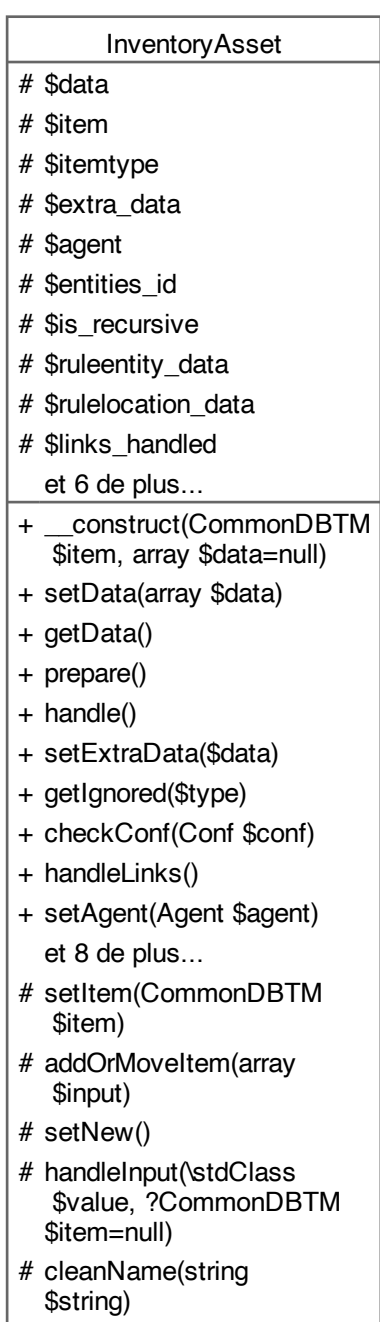 InventoryAsset
# $data
# $item
# $itemtype
# $extra_data
# $agent
# $entities_id
# $is_recursive
# $ruleentity_data
# $rulelocation_data
# $links_handled
et 6 de plus...
+ __construct(CommonDBTM
$item, array $data=null)
+ setData(array $data)
+ getData()
+ prepare()
+ handle()
+ setExtraData($data)
+ getIgnored($type)
+ checkConf(Conf $conf)
+ handleLinks()
+ setAgent(Agent $agent)
et 8 de plus...
# setItem(CommonDBTM
$item)
# addOrMoveItem(array
$input)
# setNew()
# handleInput(\stdClass
$value, ?CommonDBTM
$item=null)
# cleanName(string
$string)